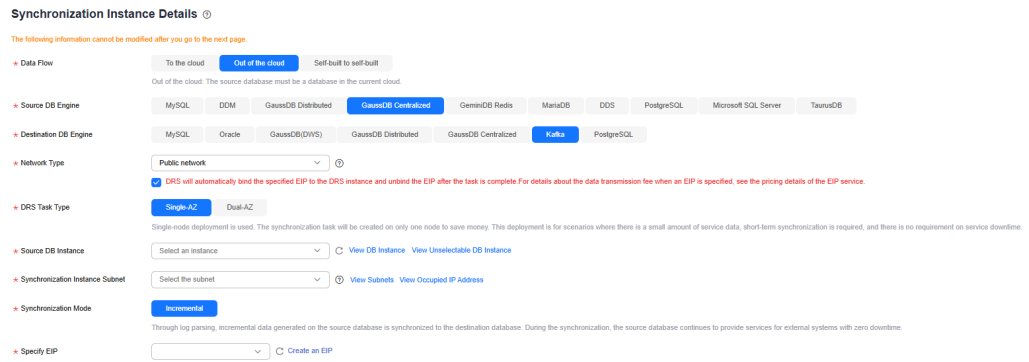 Synchronization Instance Details
The following information cannot be modified after you go to the next page.
* Data Flow To the cloud Out of the cloud Self-built to self-built
Out of the cloud: The source database must be a database in the current cloud.
* Source DB Engine MySQL DDM GaussDB Distributed GaussDB Centralized GeminiDB Redis MariaDB DDS PostgreSQL Microsoft SQL Server TaurusDB
* Destination DB Engine MySQL Oracle GaussDB(DWS) GaussDB Distributed GaussDB Centralized Kafka PostgreSQL
* Network Type Public network
DRS will automatically bind the specified EIP to the DRS instance and unbind the EIP after the task is complete.For details about the data transmission fee when an EIP is specified, see the pricing details of the EIP service.
* DRS Task Type Single-AZ Dual-AZ
Single-node deployment is used. The synchronization task will be created on only one node to save money. This deployment is for scenarios where there is a small amount of service data, short-term synchronization is required, and there is no requirement on service downtime.
* Source DB Instance Select an instance View DB Instance View Unselectable DB Instance
* Synchronization Instance Subnet Select the subnet View Subnets View Occupied IP Address
* Synchronization Mode Incremental
Through log parsing, incremental data generated on the source database is synchronized to the destination database. During the synchronization, the source database continues to provide services for external systems with zero downtime.
* Specify EIP Create an EIP